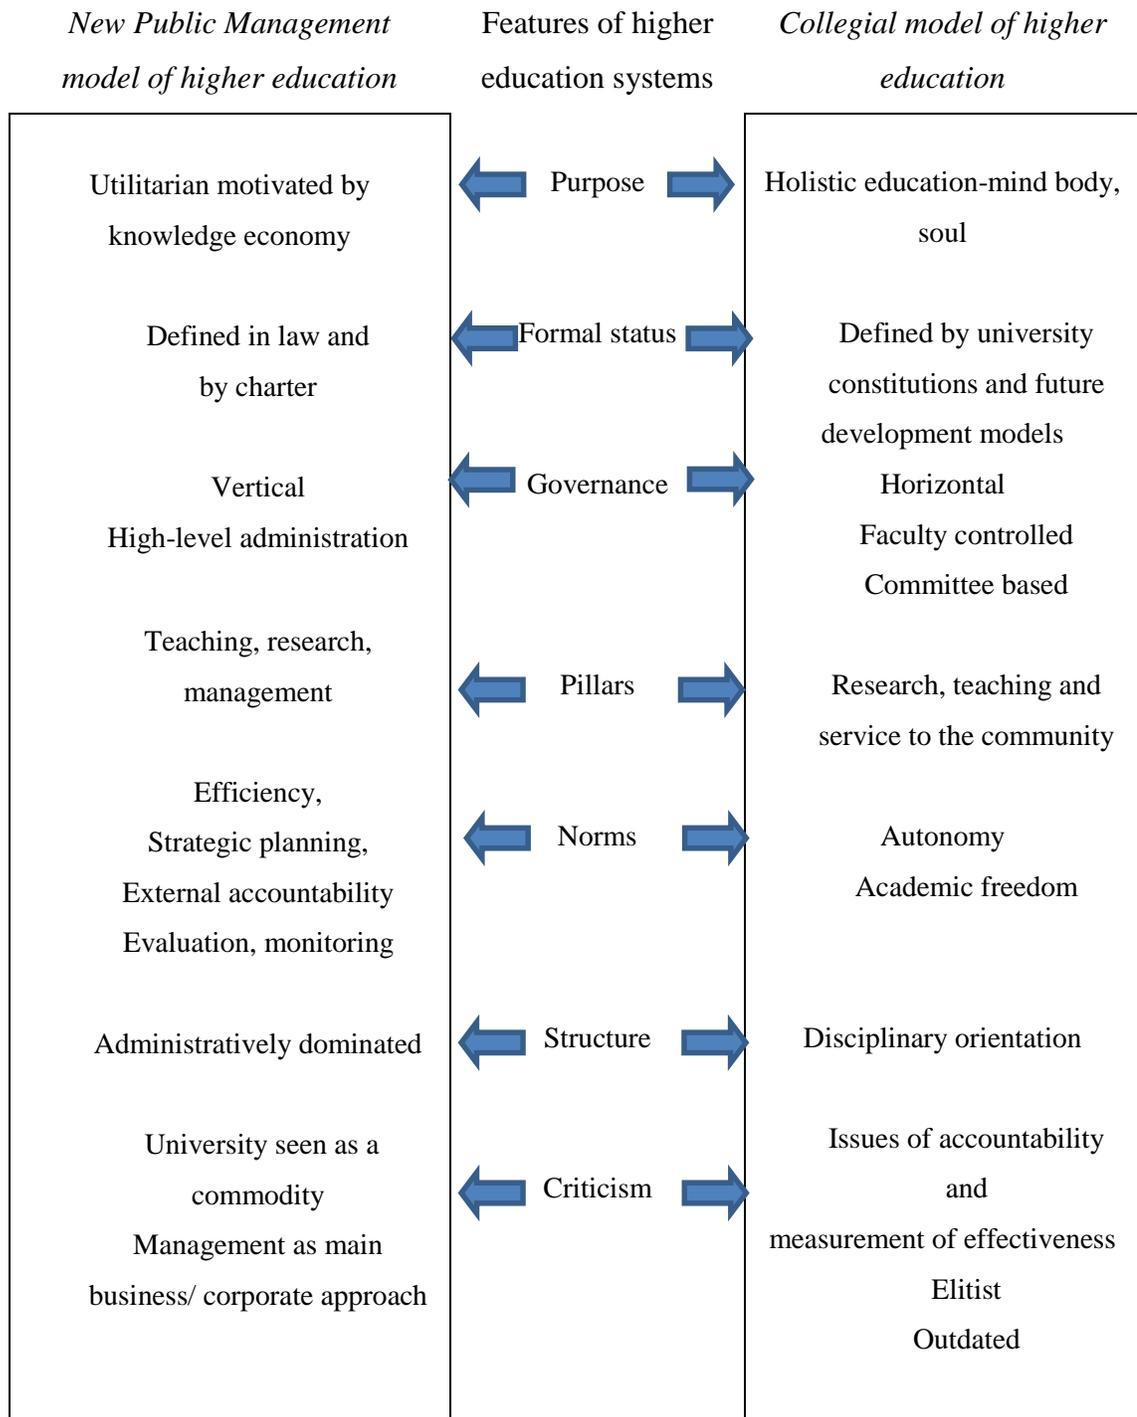 New Public Management
model of higher education
Features of higher
education systems
Collegial model of higher
education
Utilitarian motivated by
knowledge economy
Purpose
Holistic education-mind body,
soul
Defined in law and
by charter
Formal status
Defined by university
constitutions and future
development models
Vertical
High-level administration
Governance
Horizontal
Faculty controlled
Committee based
Teaching, research,
management
Pillars
Research, teaching and
service to the community
Efficiency,
Strategic planning,
External accountability
Evaluation, monitoring
Norms
Autonomy
Academic freedom
Administratively dominated
Structure
Disciplinary orientation
University seen as a
commodity
Management as main
business/ corporate approach
Criticism
Issues of accountability
and
measurement of effectiveness
Elitist
Outdated